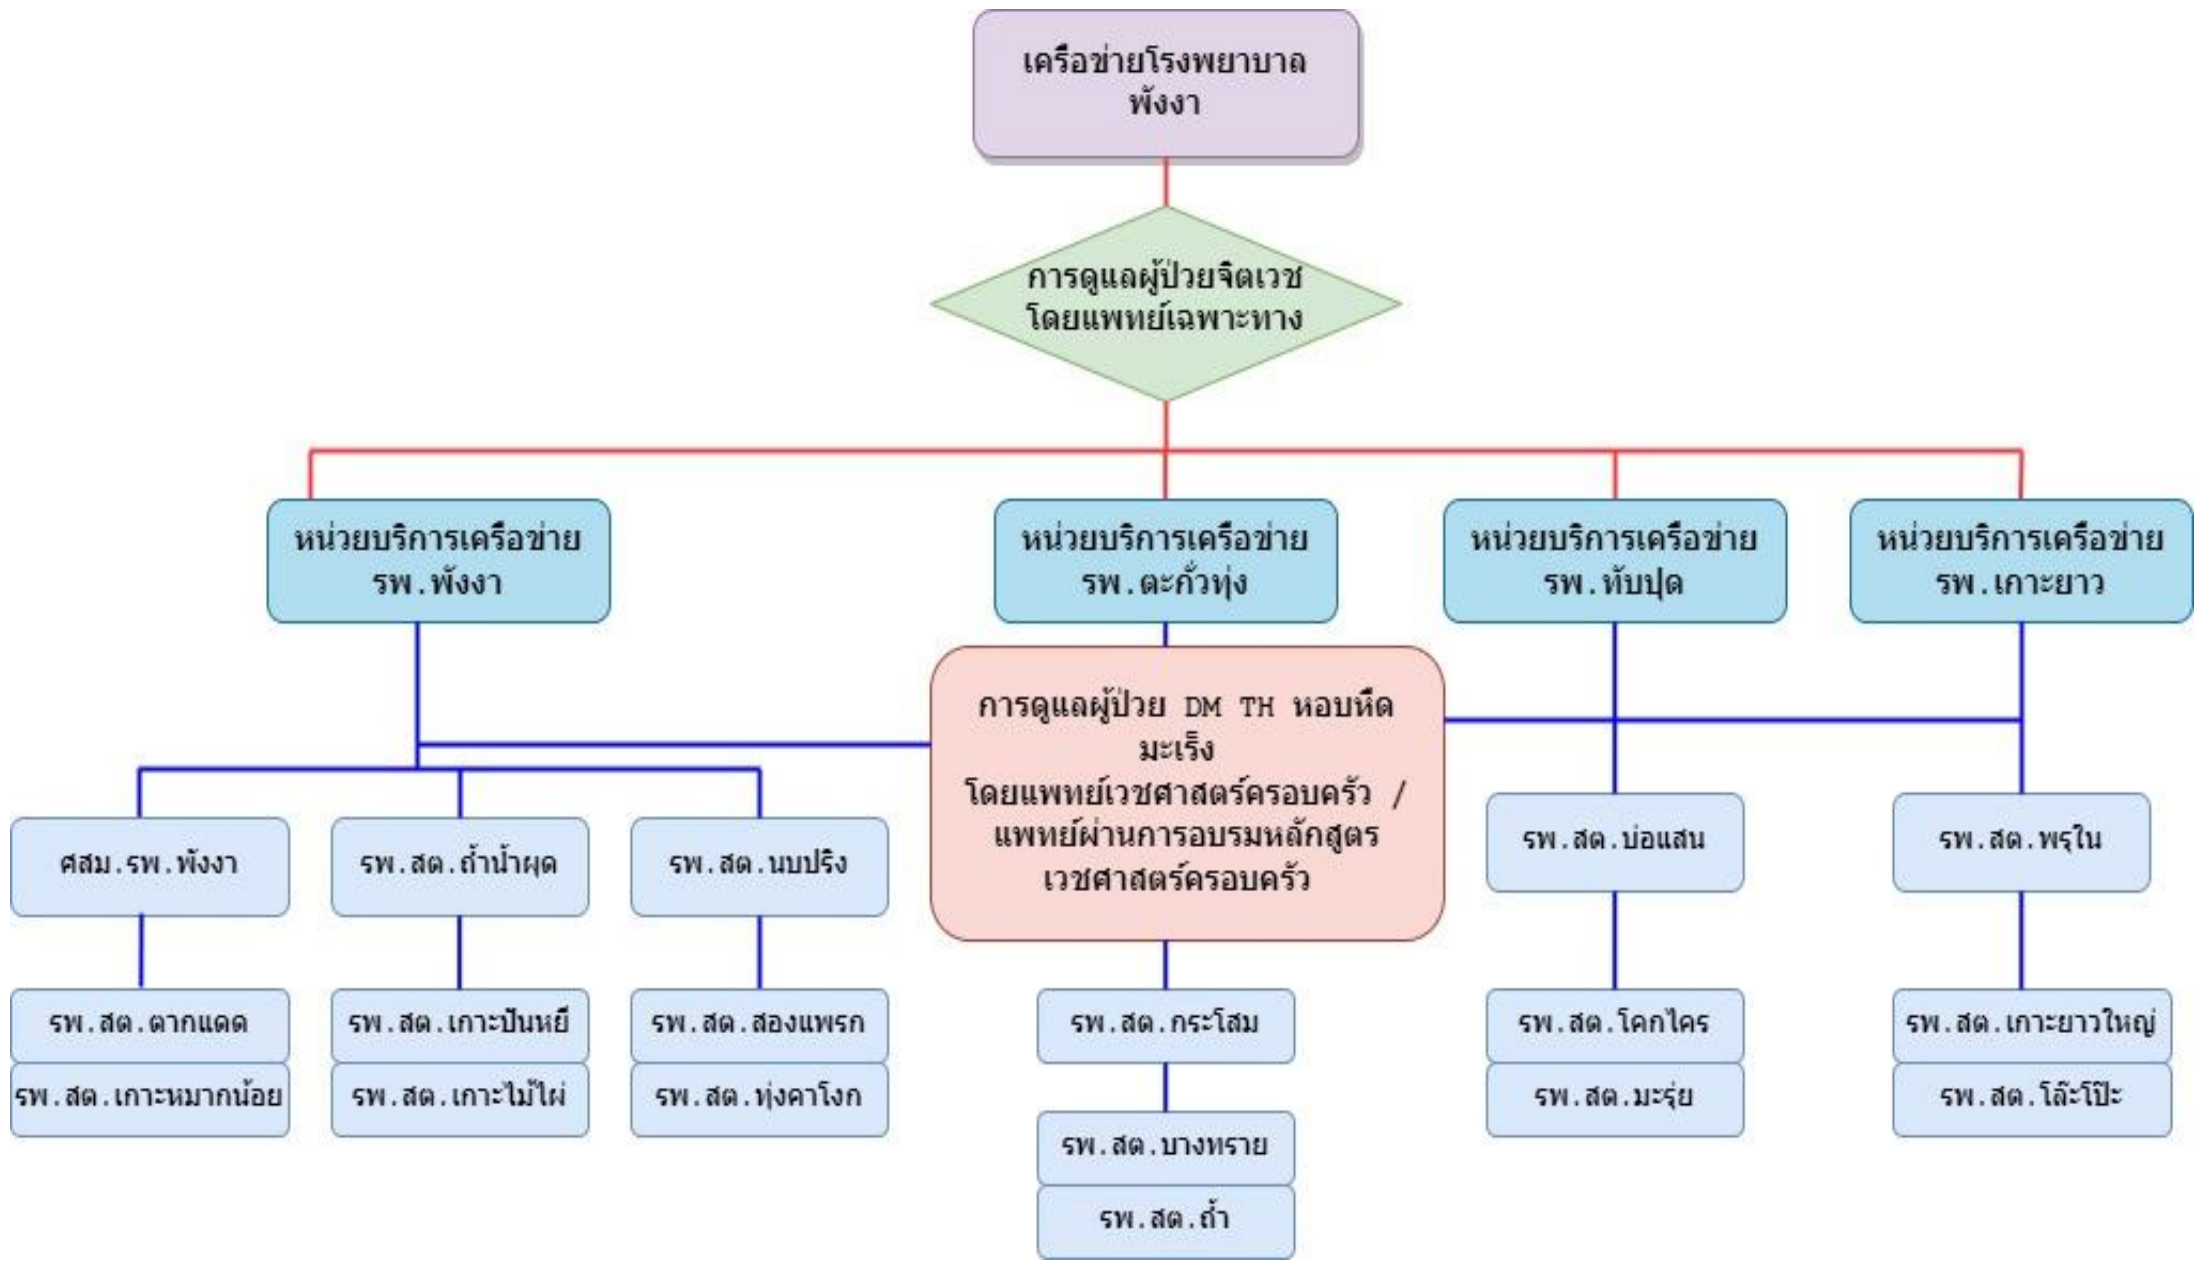 เครือข่ายโรงพยาบาล
พังงา
การดูแลผู้ป่วยจิตเวช
โดยแพทย์เฉพาะทาง
หน่วยบริการเครือข่าย
รพ.พังงา
หน่วยบริการเครือข่าย
รพ.ตะกั่วทุ่ง
หน่วยบริการเครือข่าย
รพ.ทับปุด
หน่วยบริการเครือข่าย
รพ.เกาะยาว
การดูแลผู้ป่วย DM TH หอบหืด
มะเร็ง
โดยแพทย์เวชศาสตร์ครอบครัว /
แพทย์ผ่านการอบรมหลักสูตร
เวชศาสตร์ครอบครัว
ศสม.รพ.พังงา
รพ.สต.ถ้ำน้ำผุด
รพ.สต.นบปริง
รพ.สต.บ่อแสน
รพ.สต.พรุใน
รพ.สต.ตากแดด
รพ.สต.เกาะปันหยี
รพ.สต.สองแพรก
รพ.สต.กระโสม
รพ.สต.โคกไคร
รพ.สต.เกาะยาวใหญ่
รพ.สต.เกาะหมากน้อย
รพ.สต.เกาะไม้ไผ่
รพ.สต.ทุ่งคาโงก
รพ.สต.มะรุ่ย
รพ.สต.โล๊ะโป๊ะ
รพ.สต.บางทราย
รพ.สต.ถ้ำ